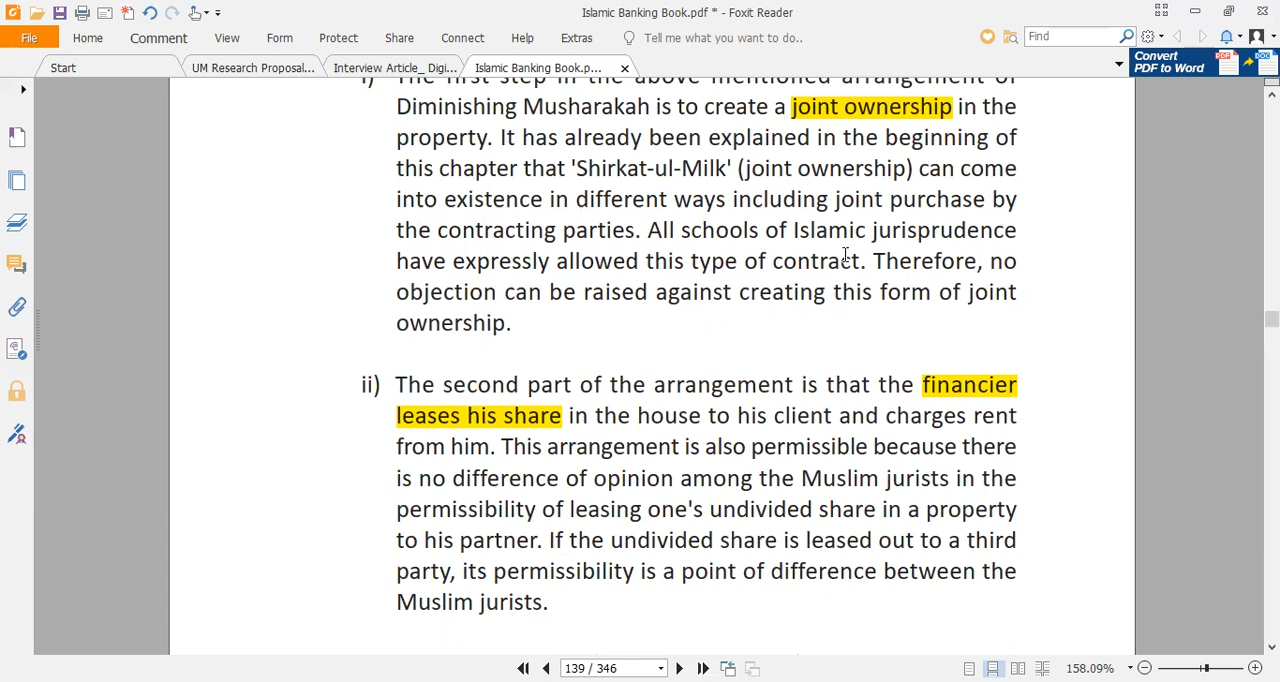 Islamic Banking Book.pdf * - Foxit Reader
File Home Comment View Form Protect Share Connect Help Extras Tell me what you want to do.. Find
Start UM Research Proposal... Interview Article_ Digi... Islamic Banking Book.p...
Convert
PDF to Word
i) The first step in the above mentioned arrangement of
Diminishing Musharakah is to create a joint ownership in the
property. It has already been explained in the beginning of
this chapter that 'Shirkat-ul-Milk' (joint ownership) can come
into existence in different ways including joint purchase by
the contracting parties. All schools of Islamic jurisprudence
have expressly allowed this type of contract. Therefore, no
objection can be raised against creating this form of joint
ownership.
ii) The second part of the arrangement is that the financier
leases his share in the house to his client and charges rent
from him. This arrangement is also permissible because there
is no difference of opinion among the Muslim jurists in the
permissibility of leasing one's undivided share in a property
to his partner. If the undivided share is leased out to a third
party, its permissibility is a point of difference between the
Muslim jurists.
139 / 346 158.09%